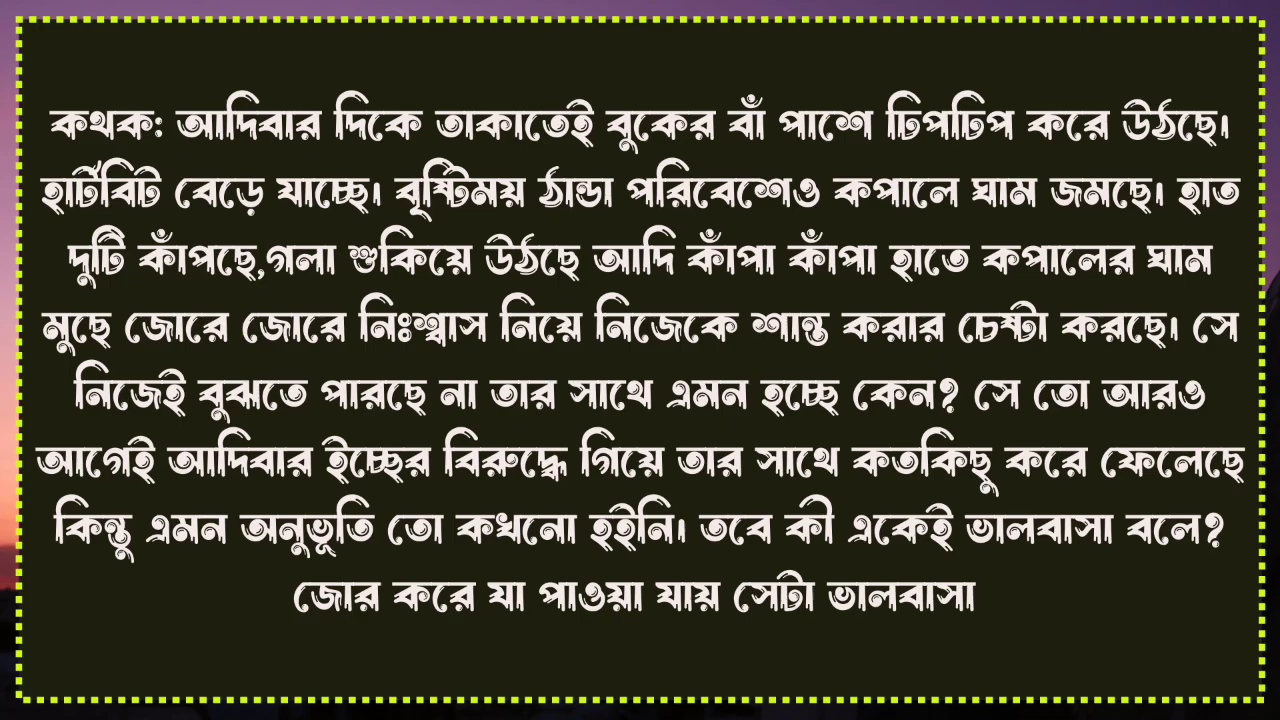 কথক: আদিবার দিকে তাকাতেই বুকের বাঁ পাশে ঢিপঢিপ করে উঠছে।
হার্টবিট বেড়ে যাচ্ছে। বৃষ্টিময় ঠান্ডা পরিবেশেও কপালে ঘাম জমছে। হাত
দুটি কাঁপছে,গলা শুকিয়ে উঠছে আদি কাঁপা কাঁপা হাতে কপালের ঘাম
মুছে জোরে জোরে নিঃশ্বাস নিয়ে নিজেকে শান্ত করার চেষ্টা করছে। সে
নিজেই বুঝতে পারছে না তার সাথে এমন হচ্ছে কেন? সে তো আরও
আগেই আদিবার ইচ্ছের বিরুদ্ধে গিয়ে তার সাথে কতকিছু করে ফেলেছে
কিন্তু এমন অনুভূতি তো কখনো হইনি। তবে কী একেই ভালবাসা বলে?
জোর করে যা পাওয়া যায় সেটা ভালবাসা